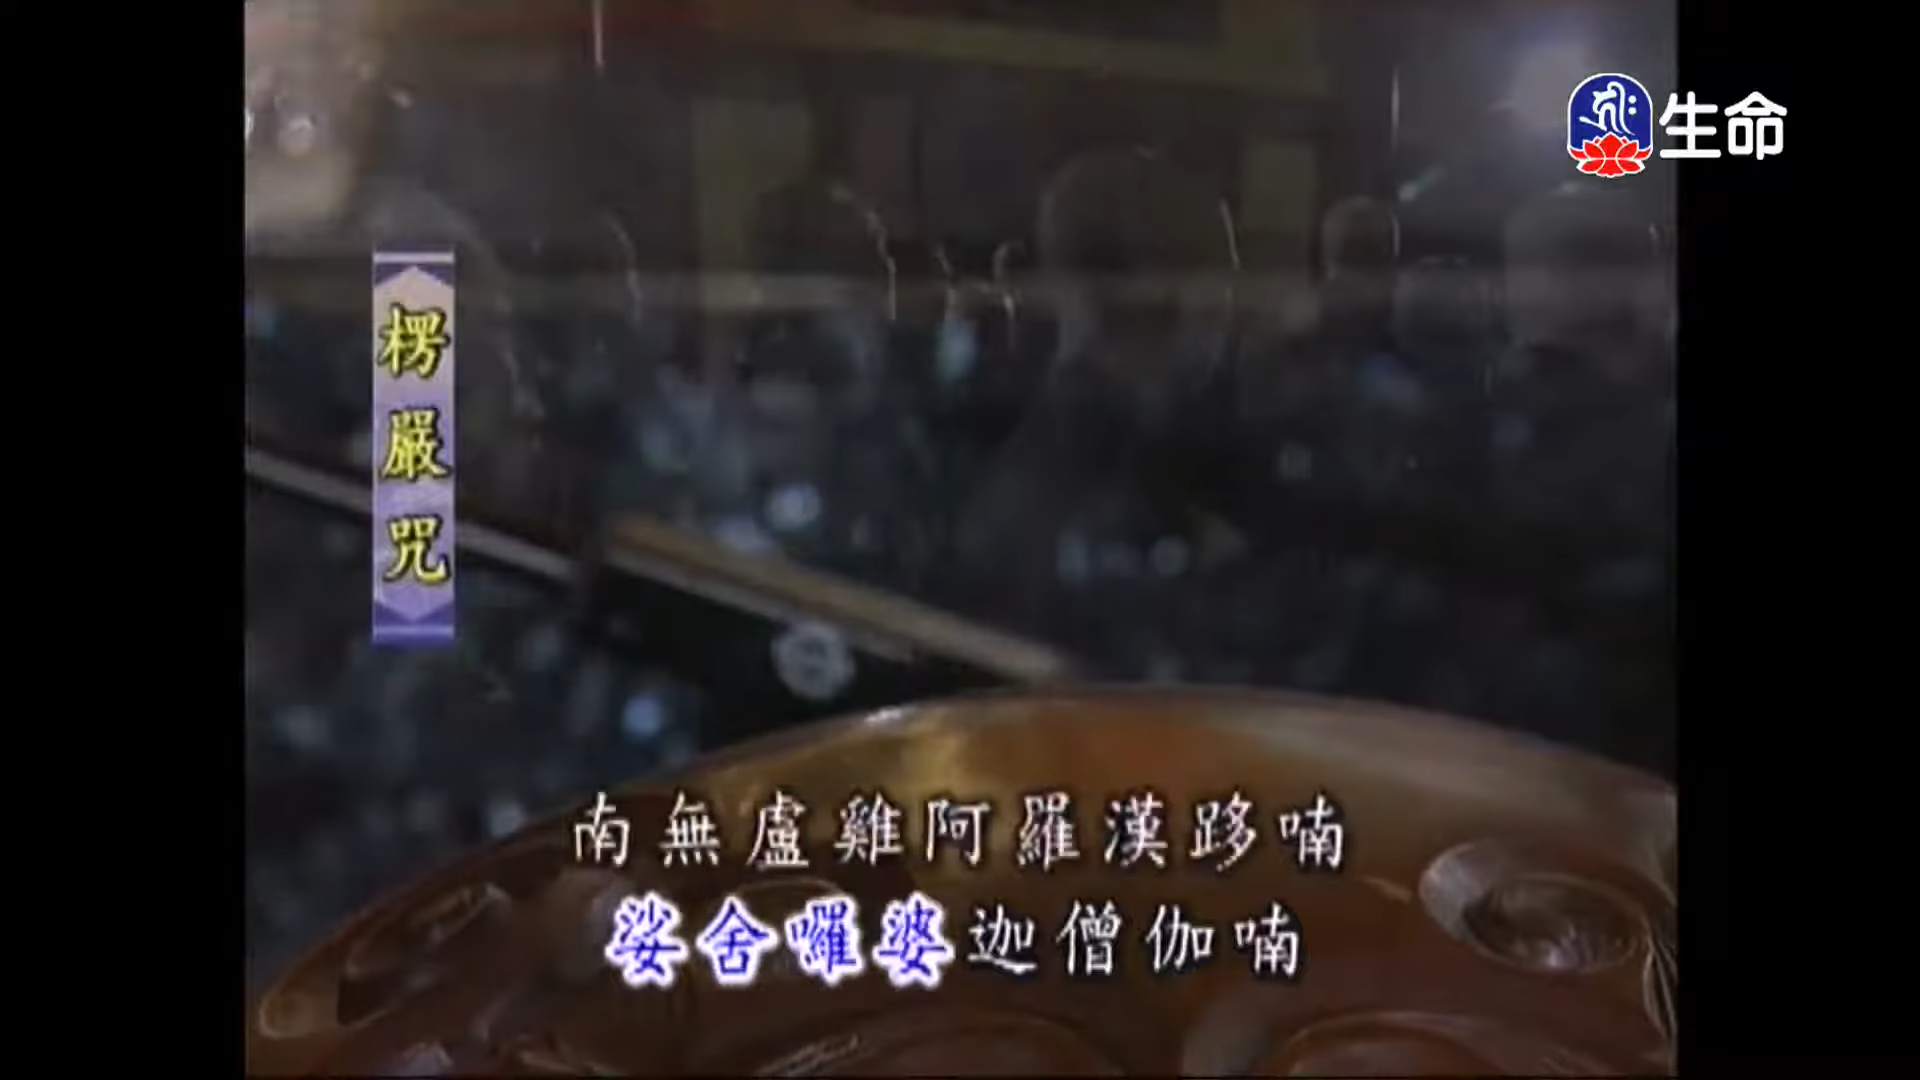 生命
楞嚴咒
南無盧雞阿羅漢跢喃
娑舍囉婆迦僧伽喃